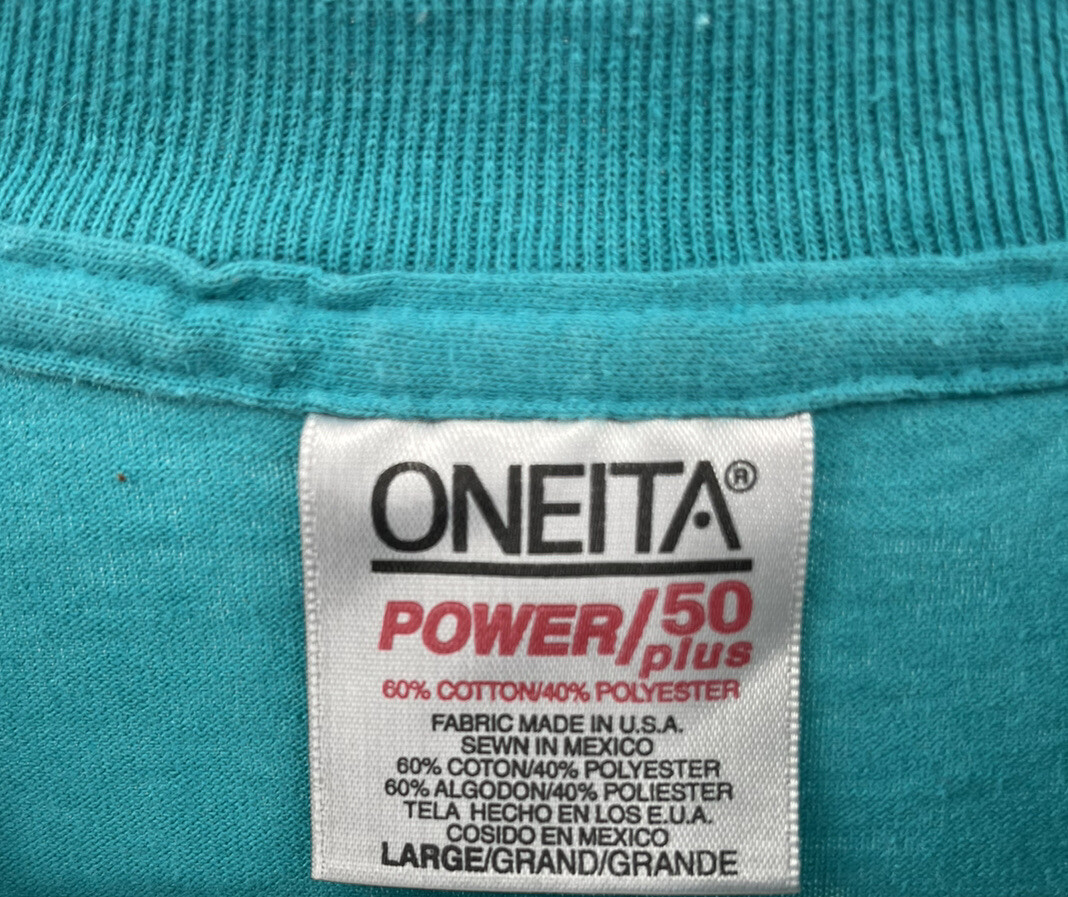 ONEITA®
POWER/50
plus
60% COTTON/40% POLYESTER
FABRIC MADE IN U.S.A.
SEWN IN MEXICO
60% COTON/40% POLYESTER
60% ALGODON/40% POLIESTER
TELA HECHO EN LOS E.U.A.
COSIDO EN MEXICO
LARGE/GRAND/GRANDE